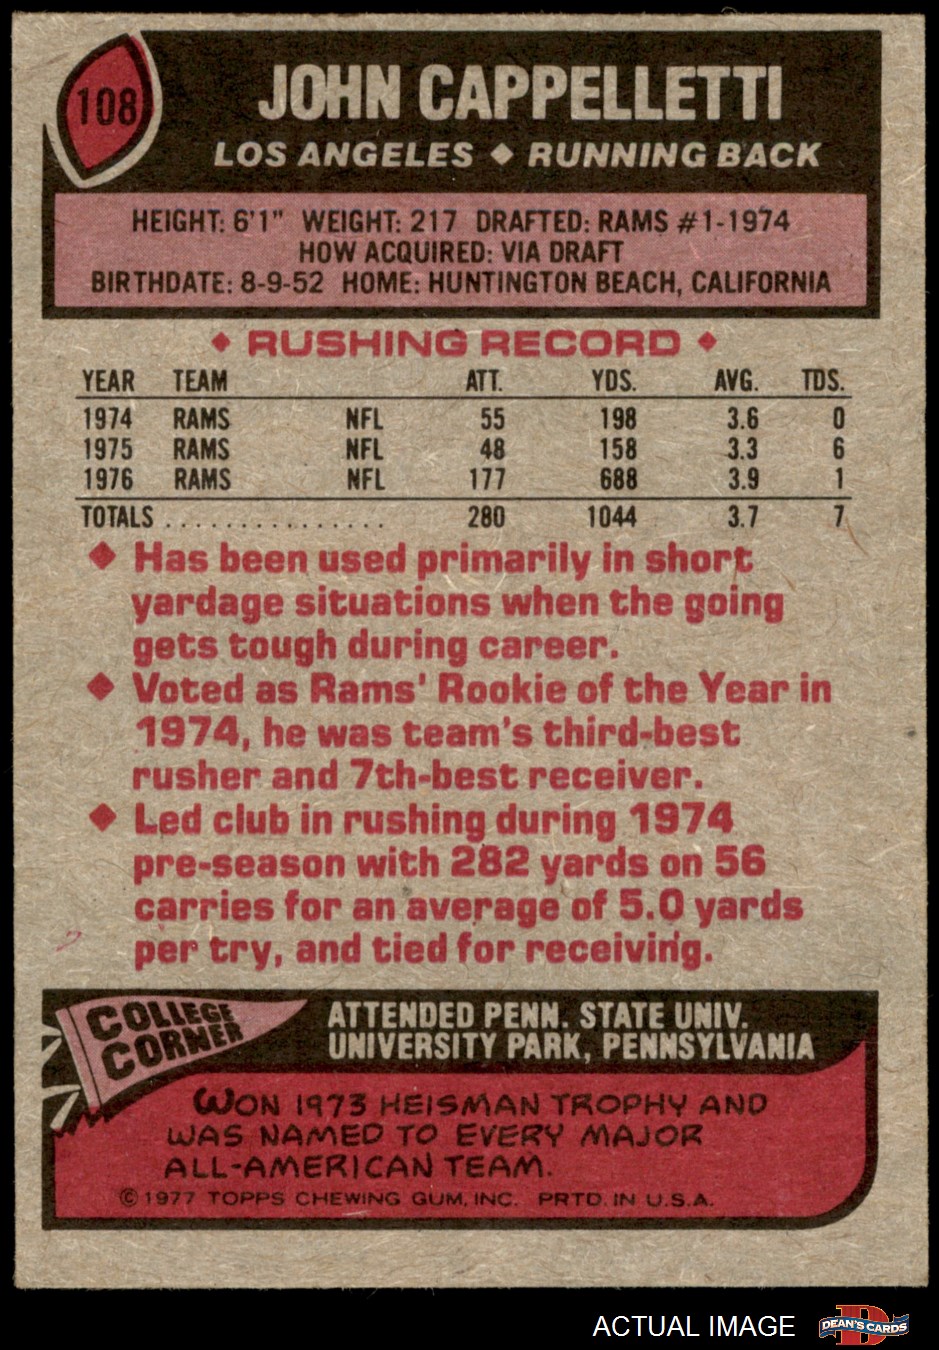 108
JOHN CAPPELLETTI
LOS ANGELES ◆ RUNNING BACK
HEIGHT: 6'1" WEIGHT: 217 DRAFTED: RAMS #1-1974
HOW ACQUIRED: VIA DRAFT
BIRTHDATE: 8-9-52 HOME: HUNTINGTON BEACH, CALIFORNIA
◆ RUSHING RECORD ◆
YEAR TEAM ATT. YDS. AVG. TDS.
1974 RAMS NFL 55 198 3.6 0
1975 RAMS NFL 48 158 3.3 6
1976 RAMS NFL 177 688 3.9 1
TOTALS . . . . . . . . . . . . . . . 280 1044 3.7 7
◆ Has been used primarily in short
yardage situations when the going
gets tough during career.
◆ Voted as Rams' Rookie of the Year in
1974, he was team's third-best
rusher and 7th-best receiver.
◆ Led club in rushing during 1974
pre-season with 282 yards on 56
carries for an average of 5.0 yards
per try, and tied for receiving.
COLLEGE
CORNER
ATTENDED PENN. STATE UNIV.
UNIVERSITY PARK, PENNSYLVANIA
WON 1973 HEISMAN TROPHY AND
WAS NAMED TO EVERY MAJOR
ALL-AMERICAN TEAM.
© 1977 TOPPS CHEWING GUM, INC. PRTD. IN U.S.A.
ACTUAL IMAGE
DEAN'S CARDS